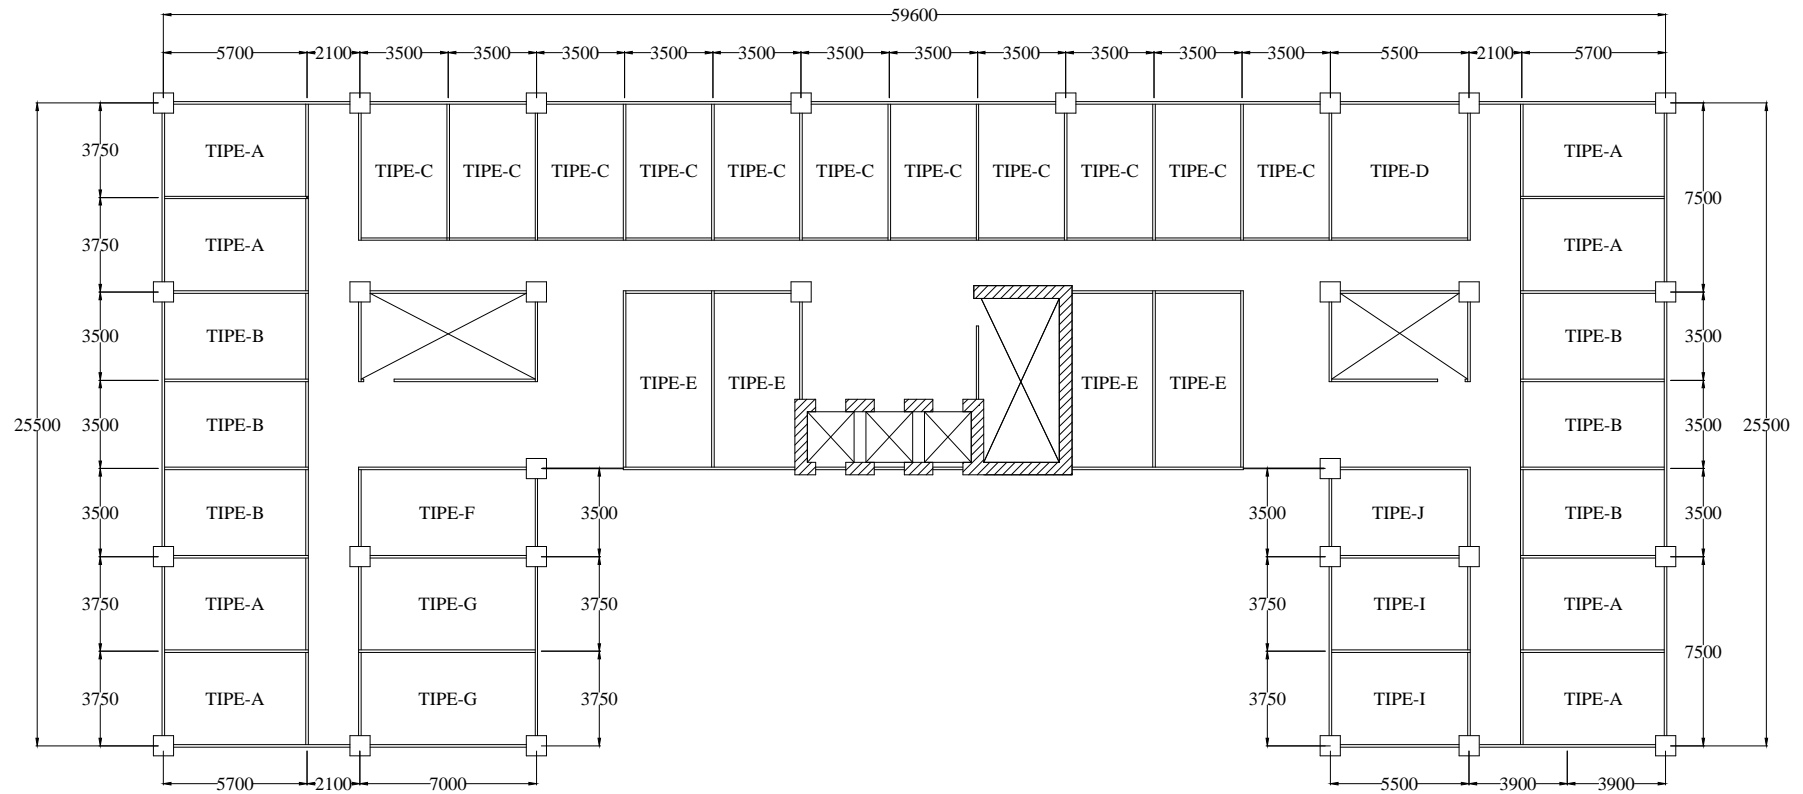 59600
5700 2100 3500 3500 3500 3500 3500 3500 3500 3500 3500 3500 3500 5500 2100 5700
3750 TIPE-A TIPE-A
TIPE-C TIPE-C TIPE-C TIPE-C TIPE-C TIPE-C TIPE-C TIPE-C TIPE-C TIPE-C TIPE-C TIPE-D
7500
3750 TIPE-A TIPE-A
3500 TIPE-B TIPE-B 3500
TIPE-E TIPE-E TIPE-E TIPE-E
25500 3500 TIPE-B TIPE-B 3500 25500
3500 TIPE-B TIPE-F 3500 3500 TIPE-J TIPE-B 3500
3750 TIPE-A TIPE-G 3750 3750 TIPE-I TIPE-A
7500
3750 TIPE-A TIPE-G 3750 3750 TIPE-I TIPE-A
5700 2100 7000 5500 3900 3900